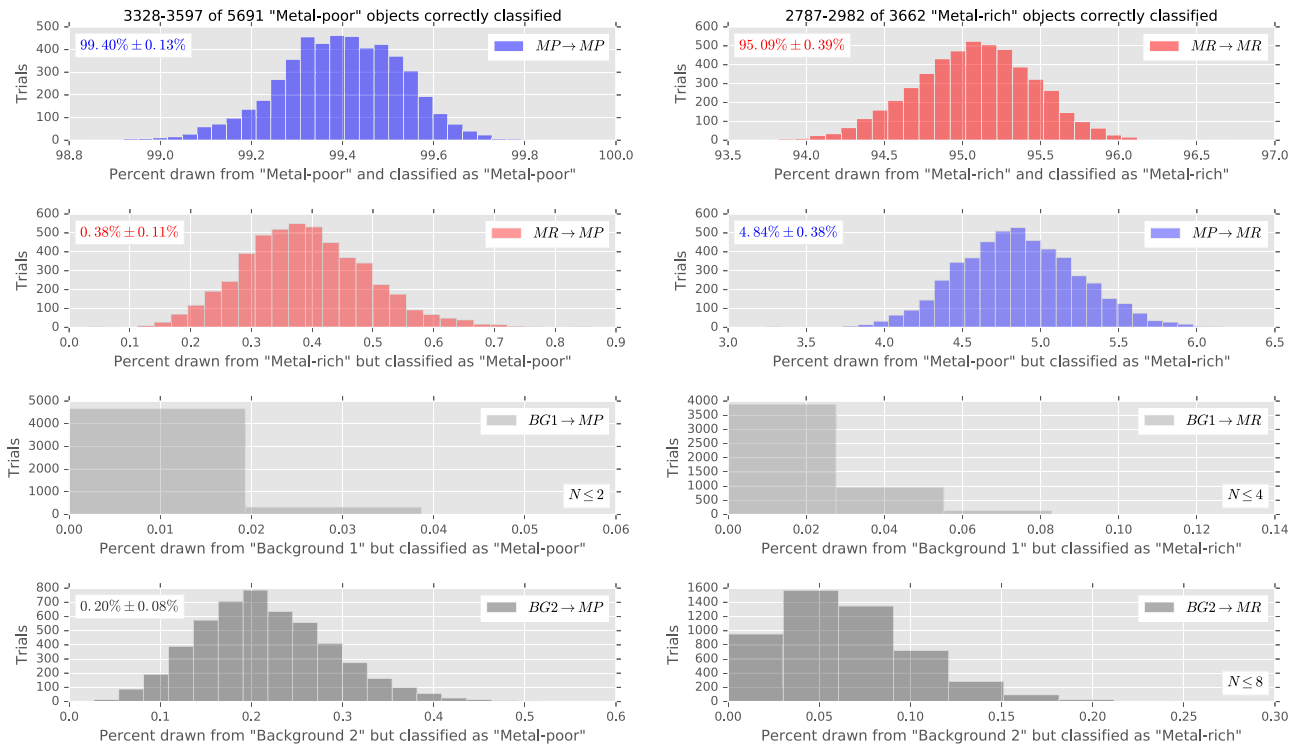 3328-3597 of 5691 "Metal-poor" objects correctly classified
500
400
300
200
100
0
Trials
99.40% ± 0.13%
MP → MP
98.8 99.0 99.2 99.4 99.6 99.8 100.0
Percent drawn from "Metal-poor" and classified as "Metal-poor"
2787-2982 of 3662 "Metal-rich" objects correctly classified
600
500
400
300
200
100
0
Trials
95.09% ± 0.39%
MR → MR
93.5 94.0 94.5 95.0 95.5 96.0 96.5 97.0
Percent drawn from "Metal-rich" and classified as "Metal-rich"
600
500
400
300
200
100
0
Trials
0.38% ± 0.11%
MR → MP
0.0 0.1 0.2 0.3 0.4 0.5 0.6 0.7 0.8 0.9
Percent drawn from "Metal-rich" but classified as "Metal-poor"
600
500
400
300
200
100
0
Trials
4.84% ± 0.38%
MP → MR
3.0 3.5 4.0 4.5 5.0 5.5 6.0 6.5
Percent drawn from "Metal-poor" but classified as "Metal-rich"
5000
4000
3000
2000
1000
0
Trials
BG1 → MP
N ≤ 2
0.00 0.01 0.02 0.03 0.04 0.05 0.06
Percent drawn from "Background 1" but classified as "Metal-poor"
4000
3500
3000
2500
2000
1500
1000
500
0
Trials
BG1 → MR
N ≤ 4
0.00 0.02 0.04 0.06 0.08 0.10 0.12 0.14
Percent drawn from "Background 1" but classified as "Metal-rich"
800
700
600
500
400
300
200
100
0
Trials
0.20% ± 0.08%
BG2 → MP
0.0 0.1 0.2 0.3 0.4 0.5 0.6
Percent drawn from "Background 2" but classified as "Metal-poor"
1600
1400
1200
1000
800
600
400
200
0
Trials
BG2 → MR
N ≤ 8
0.00 0.05 0.10 0.15 0.20 0.25 0.30
Percent drawn from "Background 2" but classified as "Metal-rich"